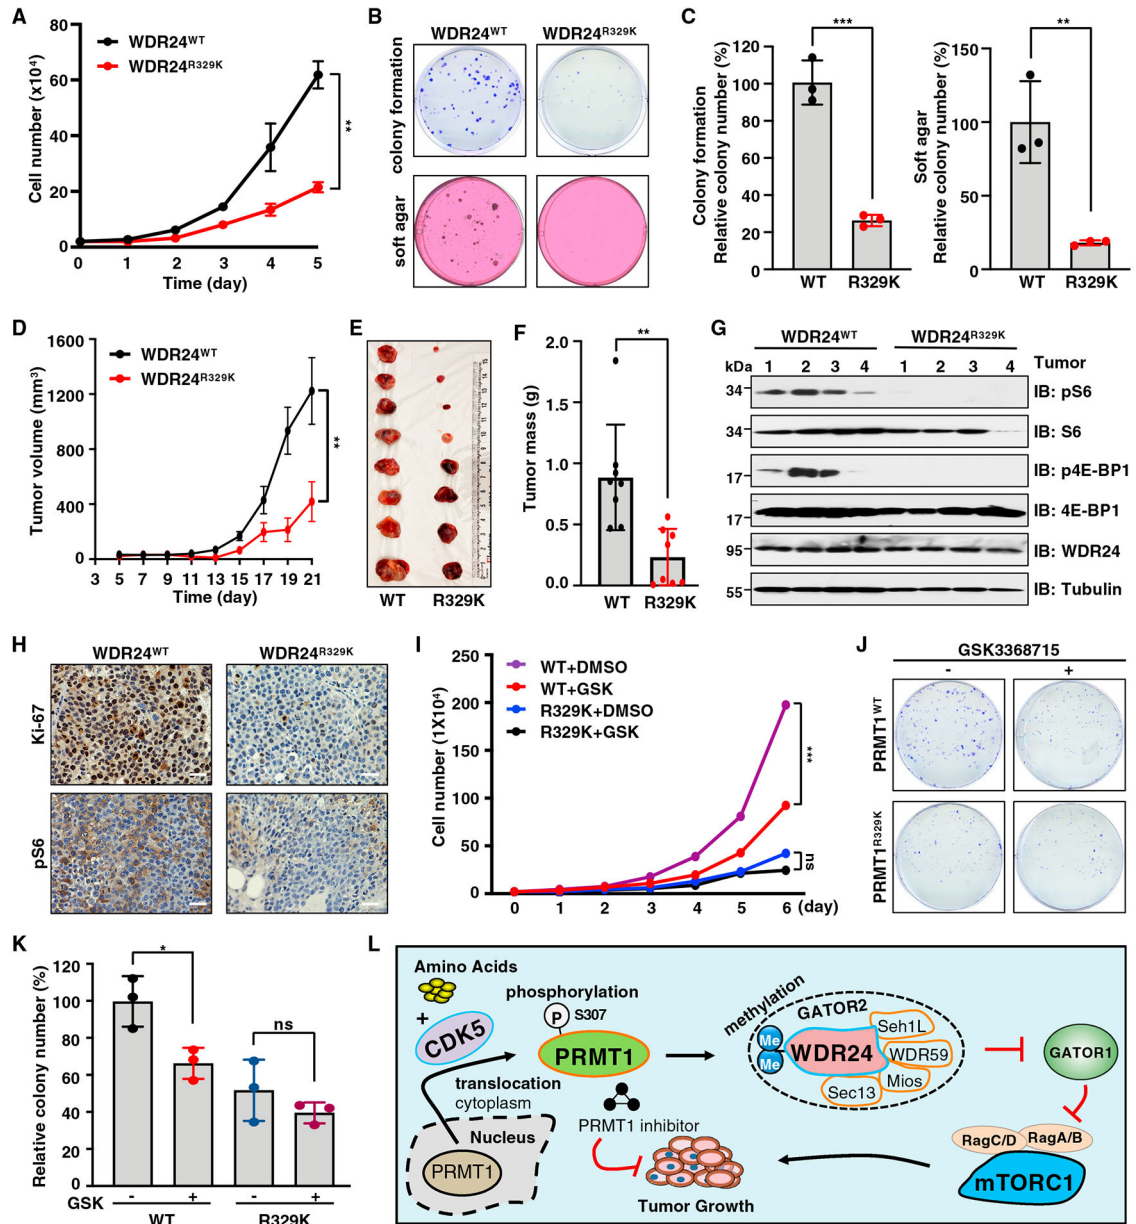 A
80
60
40
20
0
Cell number (x10⁴)
WDR24ᵂᵀ
WDR24ᴿ³²⁹ᴷ
**
0 1 2 3 4 5
Time (day)
B
WDR24ᵂᵀ WDR24ᴿ³²⁹ᴷ
colony formation
soft agar
C
Colony formation
Relative colony number (%)
120
100
80
60
40
20
0
***
WT R329K
Soft agar
Relative colony number (%)
150
100
50
0
**
WT R329K
D
Tumor volume (mm³)
1600
1200
800
400
0
WDR24ᵂᵀ
WDR24ᴿ³²⁹ᴷ
**
3 5 7 9 11 13 15 17 19 21
Time (day)
E
WT R329K
F
Tumor mass (g)
2.0
1.5
1.0
0.5
0.0
**
WT R329K
G
WDR24ᵂᵀ WDR24ᴿ³²⁹ᴷ
kDa 1 2 3 4 1 2 3 4 Tumor
34 IB: pS6
34 IB: S6
17 IB: p4E-BP1
17 IB: 4E-BP1
95 IB: WDR24
55 IB: Tubulin
H
WDR24ᵂᵀ WDR24ᴿ³²⁹ᴷ
Ki-67
pS6
I
Cell number (1X10⁴)
250
200
150
100
50
0
WT+DMSO
WT+GSK
R329K+DMSO
R329K+GSK
***
ns
0 1 2 3 4 5 6 (day)
J
GSK3368715
- +
PRMT1ᵂᵀ
PRMT1ᴿ³²⁹ᴷ
K
Relative colony number (%)
120
100
80
60
40
20
0
*
ns
GSK - + - +
WT R329K
L
Amino Acids
+
CDK5
phosphorylation
P S307
PRMT1
translocation
cytoplasm
Nucleus
PRMT1
PRMT1 inhibitor
Tumor Growth
methylation
Me
Me
GATOR2
WDR24
Seh1L
WDR59
Mios
Sec13
GATOR1
RagC/D RagA/B
mTORC1